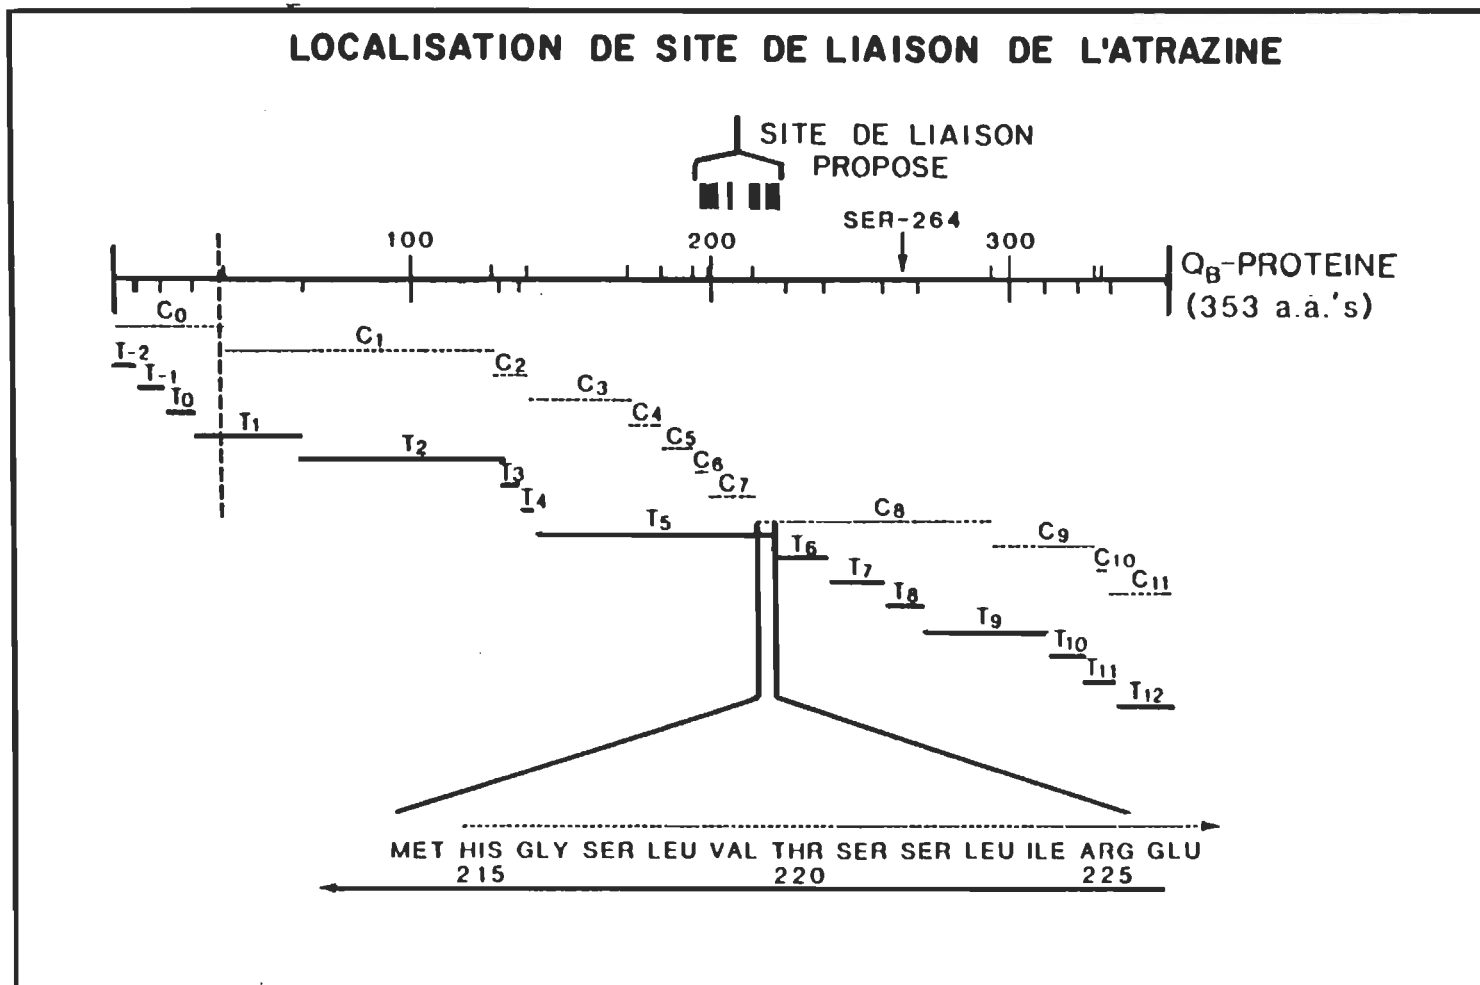 LOCALISATION DE SITE DE LIAISON DE L'ATRAZINE
SITE DE LIAISON
PROPOSE
SER-264
100
200
300
QB-PROTEINE
(353 a.a.'s)
C0
C1
T-2
C2
T-1
C3
T0
C4
T1
C5
T2
C6
T3
C7
T4
C8
T5
C9
T6
C10
T7
C11
T8
T9
T10
T11
T12
MET HIS GLY SER LEU VAL THR SER SER LEU ILE ARG GLU
215 220 225